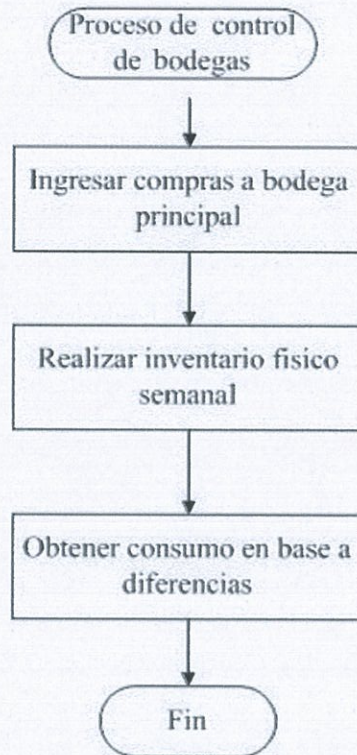 Proceso de control
de bodegas
Ingresar compras a bodega
principal
Realizar inventario fisico
semanal
Obtener consumo en base a
diferencias
Fin